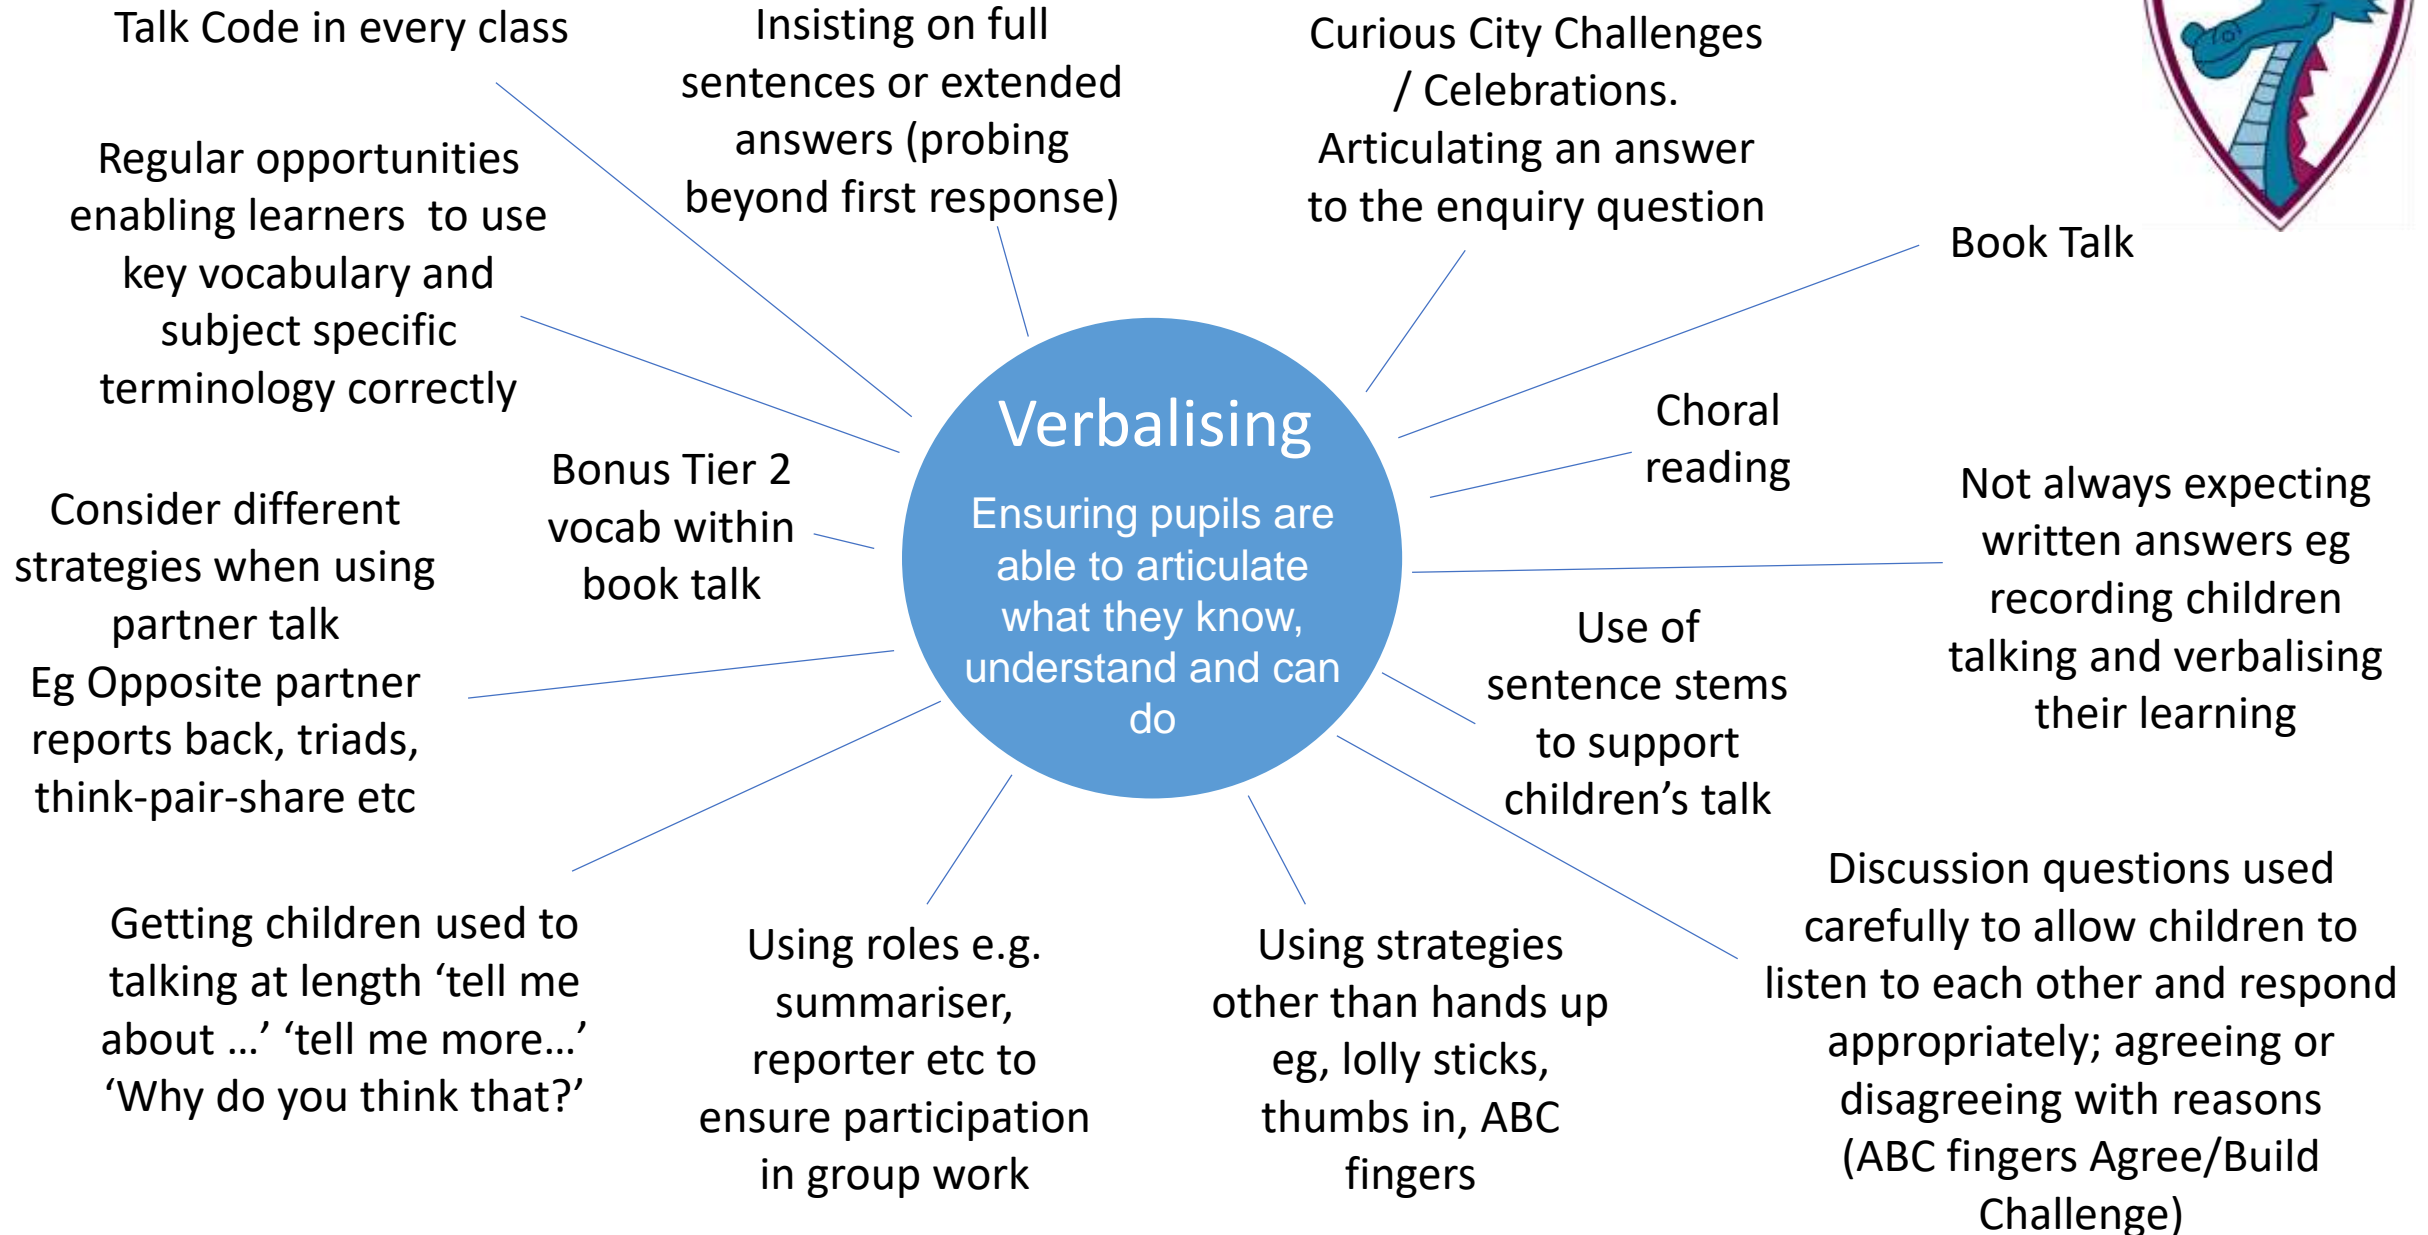 Talk Code in every class
Insisting on full
sentences or extended
answers (probing
beyond first response)
Curious City Challenges
/ Celebrations.
Articulating an answer
to the enquiry question
Book Talk
Regular opportunities
enabling learners  to use
key vocabulary and
subject specific
terminology correctly
Verbalising
Ensuring pupils are
able to articulate
what they know,
understand and can
do
Choral
reading
Bonus Tier 2
vocab within
book talk
Not always expecting
written answers eg
recording children
talking and verbalising
their learning
Consider different
strategies when using
partner talk
Eg Opposite partner
reports back, triads,
think-pair-share etc
Use of
sentence stems
to support
children’s talk
Getting children used to
talking at length ‘tell me
about …’ ‘tell me more…’
‘Why do you think that?’
Using roles e.g.
summariser,
reporter etc to
ensure participation
in group work
Using strategies
other than hands up
eg, lolly sticks,
thumbs in, ABC
fingers
Discussion questions used
carefully to allow children to
listen to each other and respond
appropriately; agreeing or
disagreeing with reasons
(ABC fingers Agree/Build
Challenge)